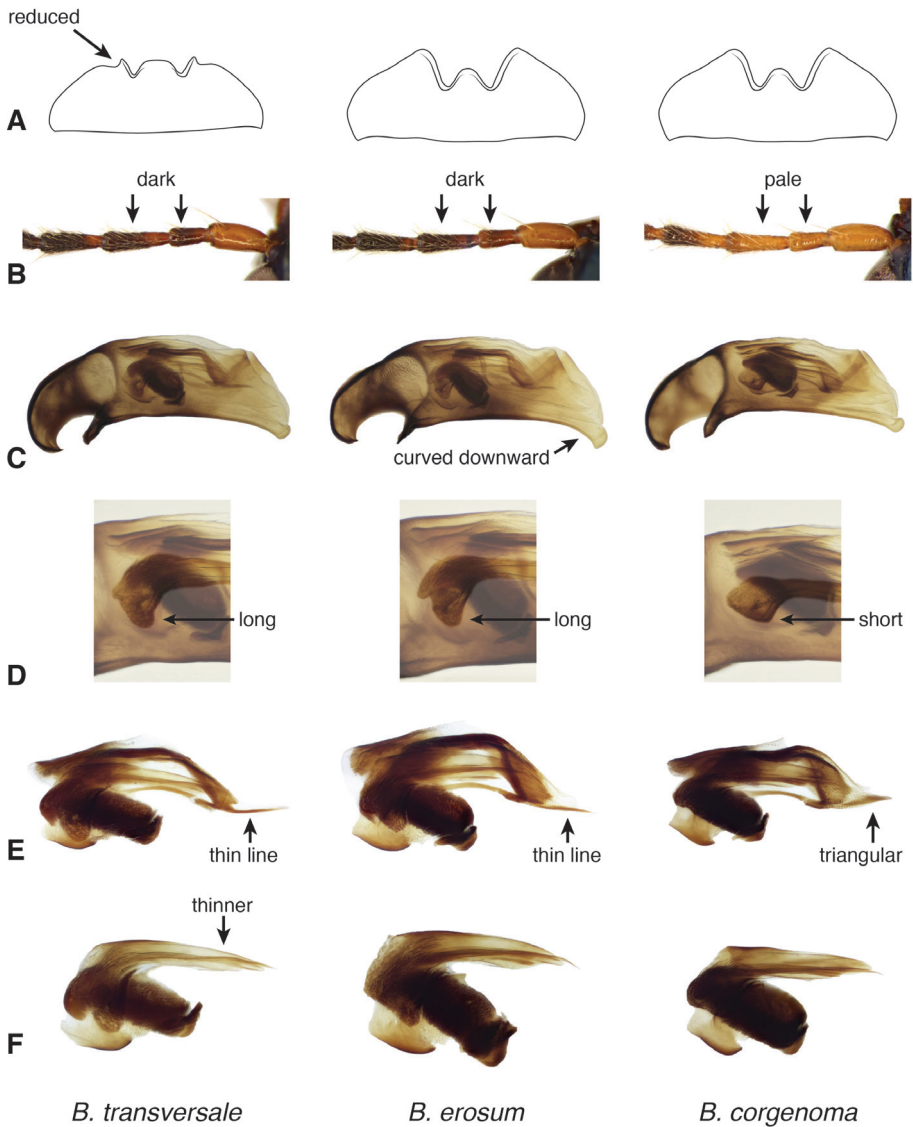 reduced
A
dark
dark
pale
B
C
curved downward
long
long
short
D
E
thin line
thin line
triangular
thinner
F
B. transversale
B. erosum
B. corgenoma